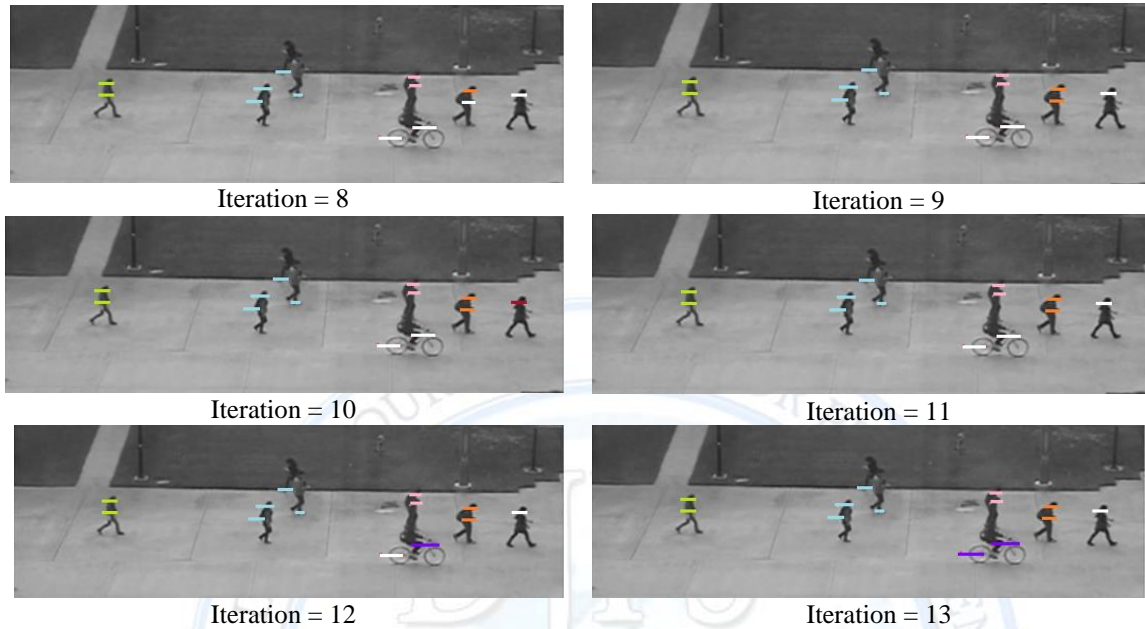 Iteration = 8
Iteration = 9
Iteration = 10
Iteration = 11
Iteration = 12
Iteration = 13